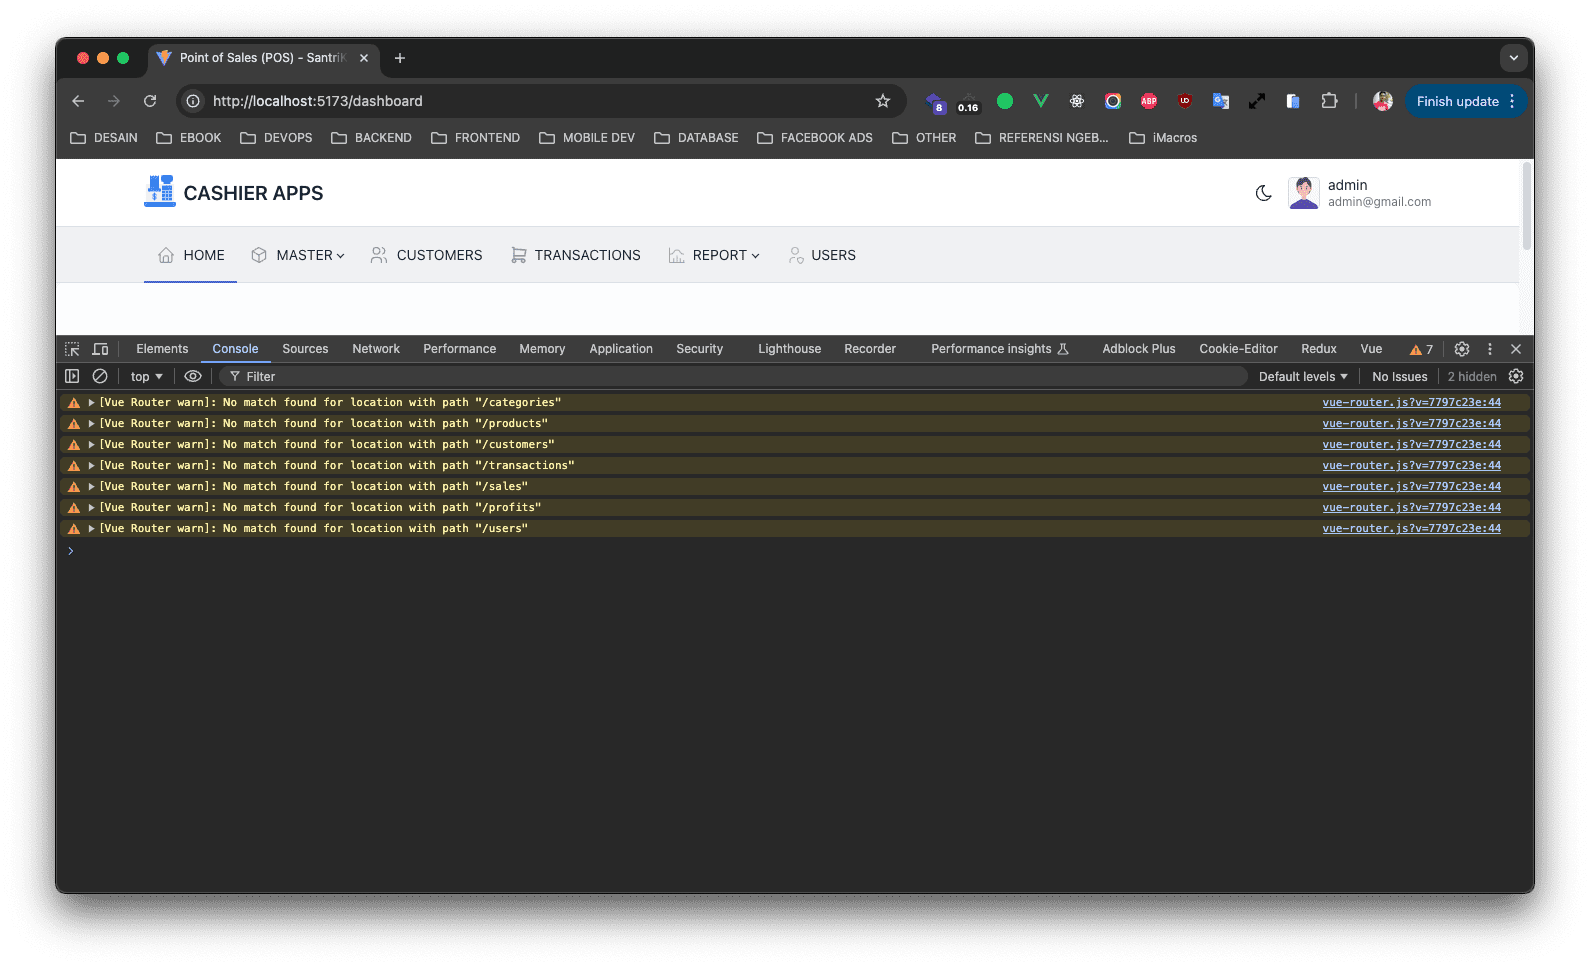 Point of Sales (POS) - SantriK
http://localhost:5173/dashboard
8
0.16
ABP
Finish update
DESAIN EBOOK DEVOPS BACKEND FRONTEND MOBILE DEV DATABASE FACEBOOK ADS OTHER REFERENSI NGEB... iMacros
CASHIER APPS
admin
admin@gmail.com
HOME MASTER CUSTOMERS TRANSACTIONS REPORT USERS
Elements Console Sources Network Performance Memory Application Security Lighthouse Recorder Performance insights Adblock Plus Cookie-Editor Redux Vue 7
top Filter Default levels No Issues 2 hidden
[Vue Router warn]: No match found for location with path "/categories" vue-router.js?v=7797c23e:44
[Vue Router warn]: No match found for location with path "/products" vue-router.js?v=7797c23e:44
[Vue Router warn]: No match found for location with path "/customers" vue-router.js?v=7797c23e:44
[Vue Router warn]: No match found for location with path "/transactions" vue-router.js?v=7797c23e:44
[Vue Router warn]: No match found for location with path "/sales" vue-router.js?v=7797c23e:44
[Vue Router warn]: No match found for location with path "/profits" vue-router.js?v=7797c23e:44
[Vue Router warn]: No match found for location with path "/users" vue-router.js?v=7797c23e:44